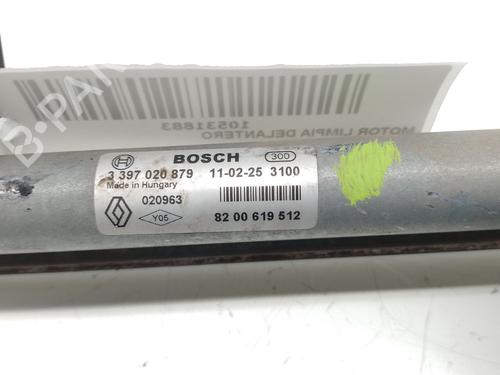 MOTOR LIMPIA DELANTERO
10531883
B-PARTS
BOSCH 300
3 397 020 879 11-02-25 3100
Made in Hungary
020963
Y05 82 00 619 512